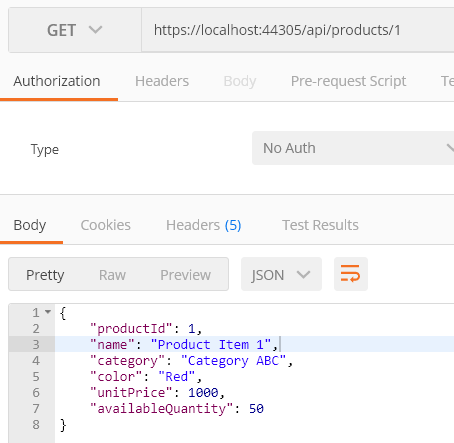 GET https://localhost:44305/api/products/1
Authorization Headers Body Pre-request Script Te
Type No Auth
Body Cookies Headers (5) Test Results
Pretty Raw Preview JSON
1 {
2 "productId": 1,
3 "name": "Product Item 1",
4 "category": "Category ABC",
5 "color": "Red",
6 "unitPrice": 1000,
7 "availableQuantity": 50
8 }